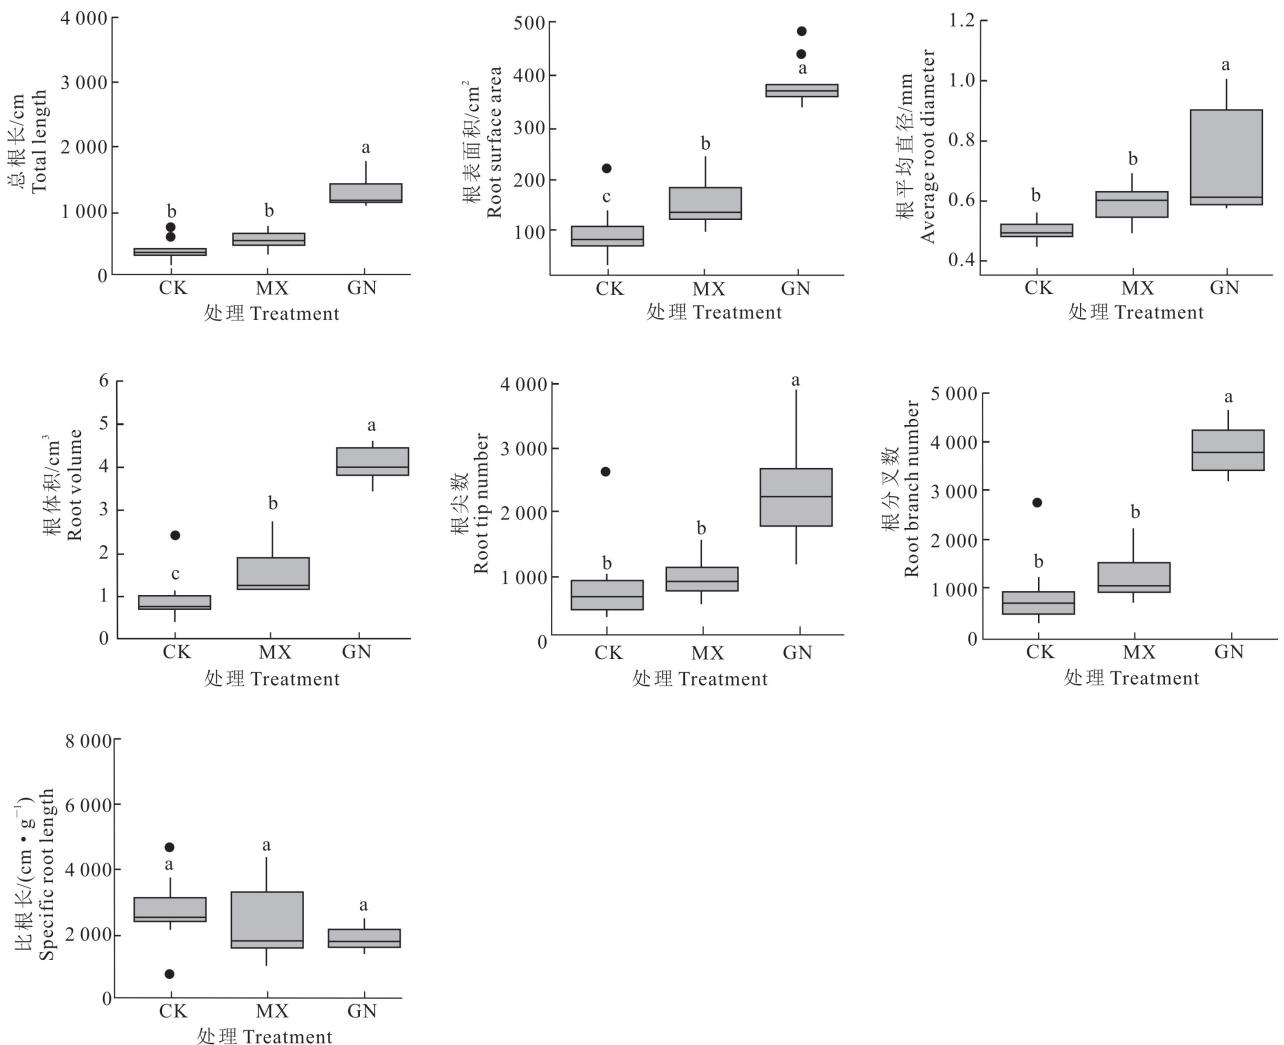 总根长/cm
Total length
4 000
3 000
2 000
1 000
0
b
b
a
CK MX GN
处理 Treatment
根表面积/cm²
Root surface area
500
400
300
200
100
c
b
a
CK MX GN
处理 Treatment
根平均直径/mm
Average root diameter
1.2
1.0
0.8
0.6
0.4
b
b
a
CK MX GN
处理 Treatment
根体积/cm³
Root volume
6
5
4
3
2
1
0
c
b
a
CK MX GN
处理 Treatment
根尖数
Root tip number
4 000
3 000
2 000
1 000
0
b
b
a
CK MX GN
处理 Treatment
根分叉数
Root branch number
5 000
4 000
3 000
2 000
1 000
0
b
b
a
CK MX GN
处理 Treatment
比根长/(cm·g⁻¹)
Specific root length
8 000
6 000
4 000
2 000
0
a
a
a
CK MX GN
处理 Treatment